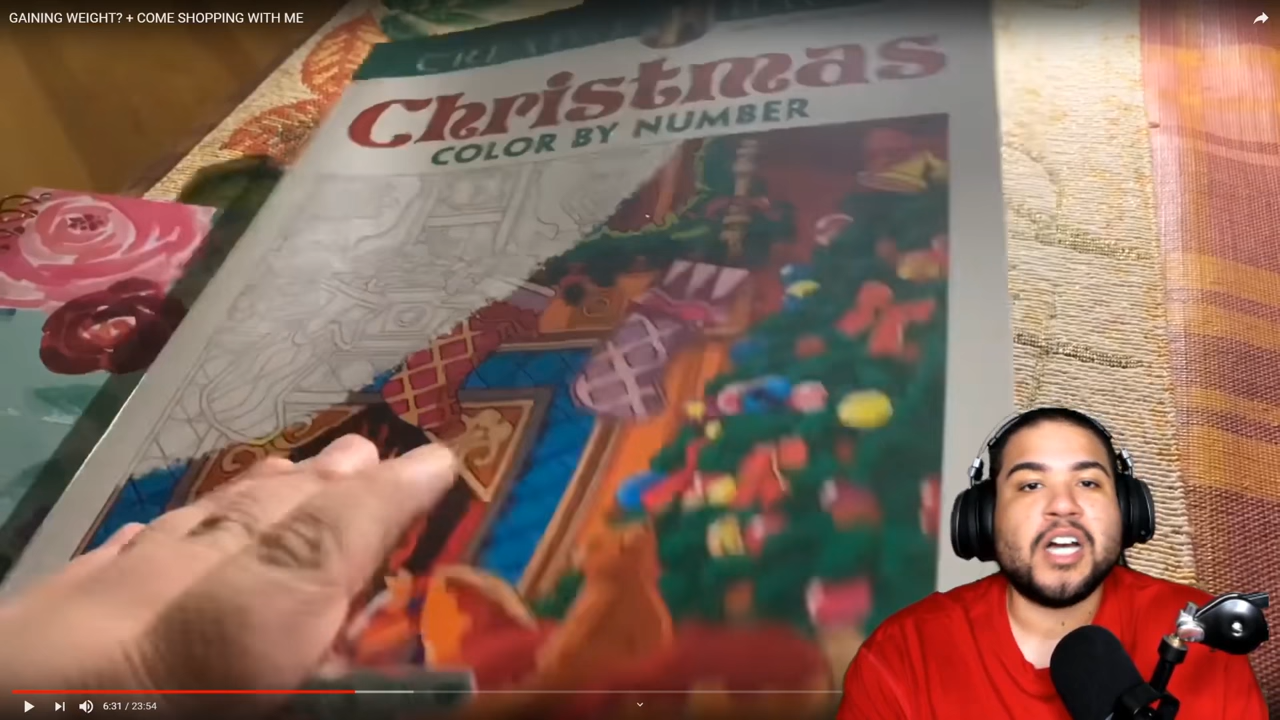 GAINING WEIGHT? + COME SHOPPING WITH ME
Christmas
COLOR BY NUMBER
6:31 / 23:54